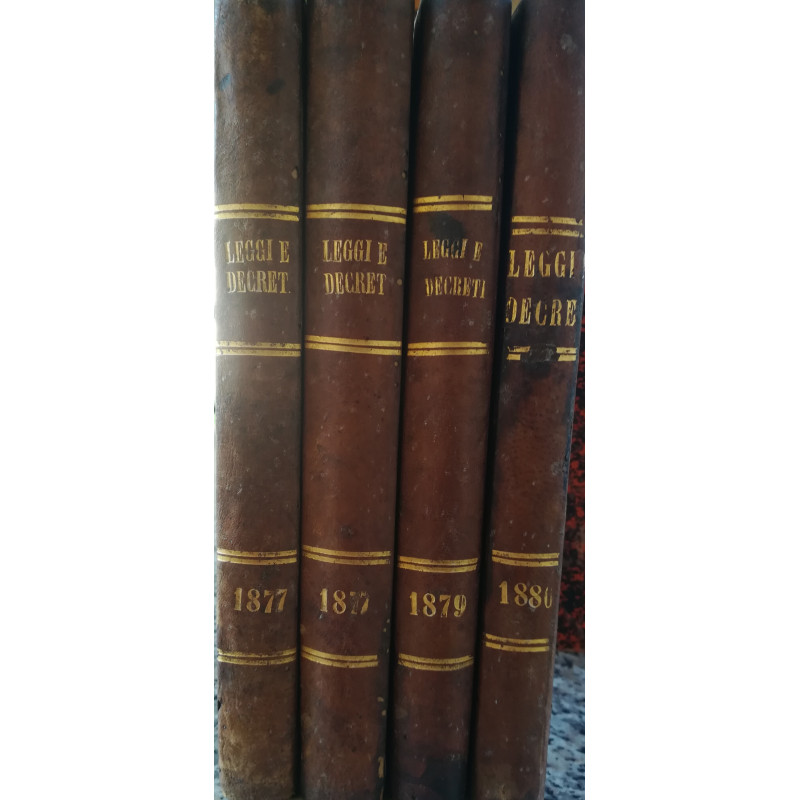 LEGGI E
DECRET.
1877
LEGGI E
DECRET
1877
LEGGI E
DECRETI
1879
LEGGI
DECRE
1880